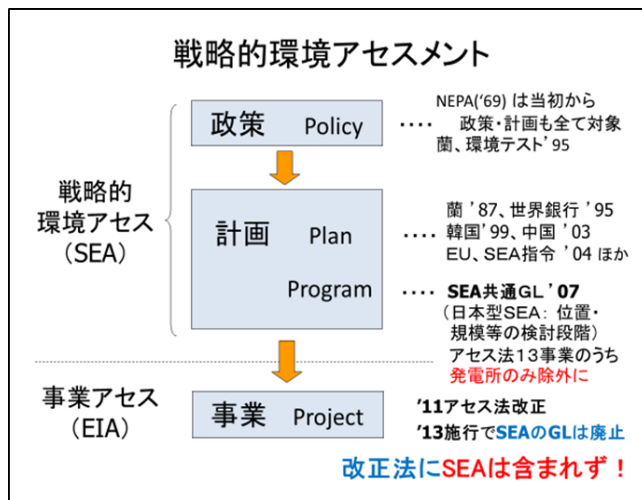 戦略的環境アセスメント
政策 Policy
‥‥ NEPA(‘69) は当初から
政策・計画も全て対象
蘭、環境テスト’95
戦略的
環境アセス
(SEA)
計画 Plan
Program
‥‥ 蘭 ’87、世界銀行 ’95
韓国’99、中国 ’03
EU、SEA指令 ’04 ほか
‥‥ SEA共通GL ’07
(日本型SEA: 位置・
規模等の検討段階)
アセス法13事業のうち
発電所のみ除外に
事業アセス
(EIA)
事業 Project
’11アセス法改正
’13施行でSEAのGLは廃止
改正法にSEAは含まれず！